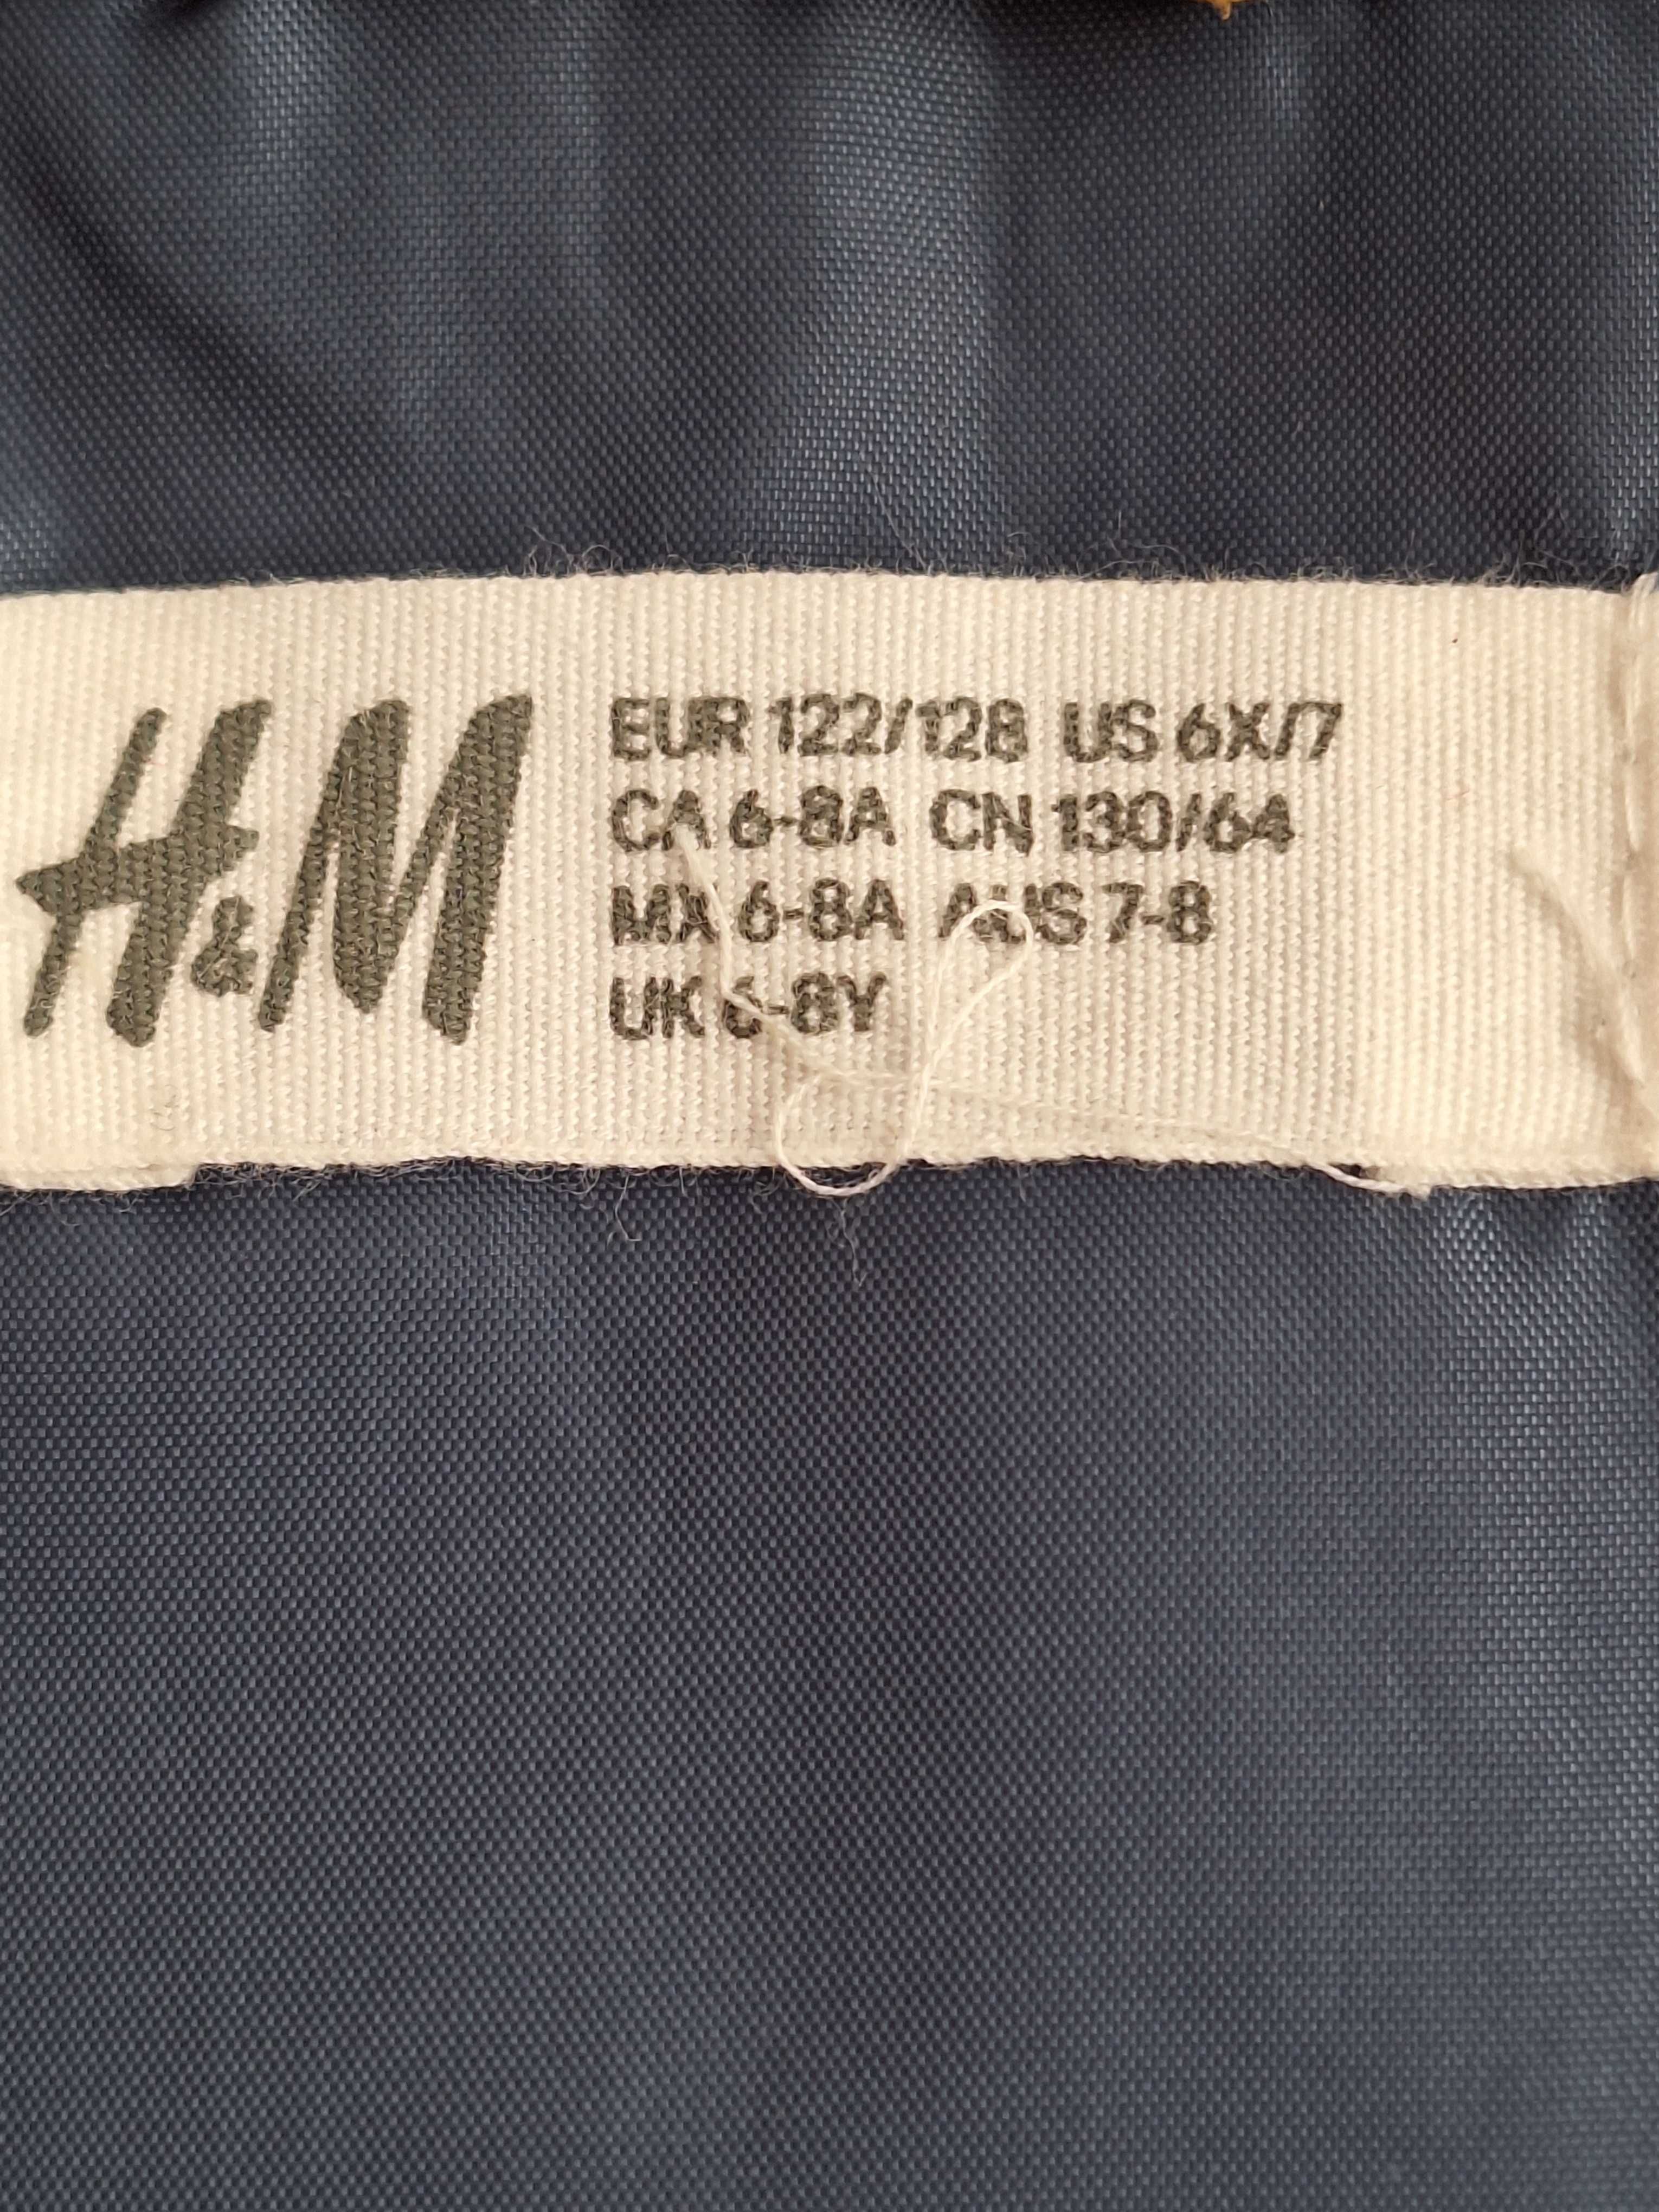 H&M
EUR 122/128 US 6X/7
CA 6-8A CN 130/64
MX 6-8A AUS 7-8
UK 6-8Y